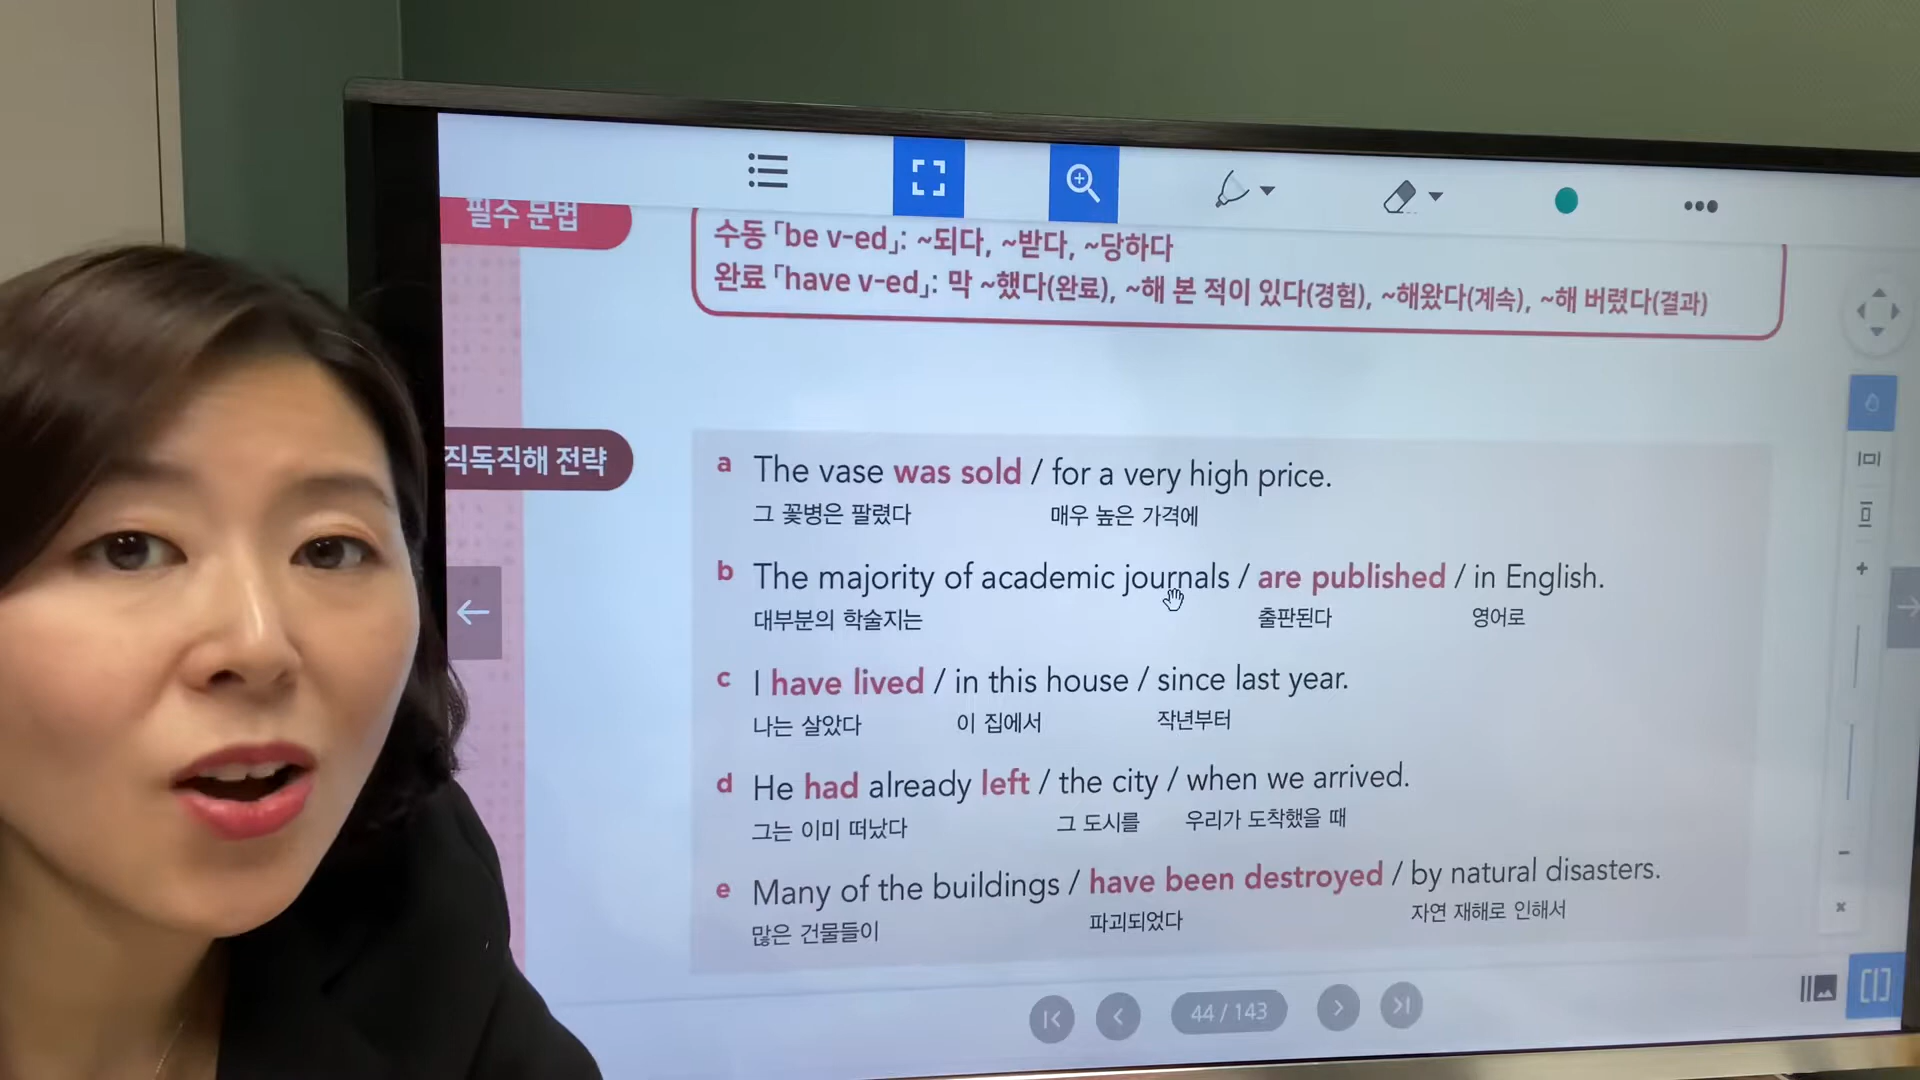 필수 문법
수동 「be v-ed」: ~되다, ~받다, ~당하다
완료 「have v-ed」: 막 ~했다(완료), ~해 본 적이 있다(경험), ~해왔다(계속), ~해 버렸다(결과)
직독직해 전략
a The vase was sold / for a very high price.
그 꽃병은 팔렸다 매우 높은 가격에
b The majority of academic journals / are published / in English.
대부분의 학술지는 출판된다 영어로
c I have lived / in this house / since last year.
나는 살았다 이 집에서 작년부터
d He had already left / the city / when we arrived.
그는 이미 떠났다 그 도시를 우리가 도착했을 때
e Many of the buildings / have been destroyed / by natural disasters.
많은 건물들이 파괴되었다 자연 재해로 인해서
44 / 143